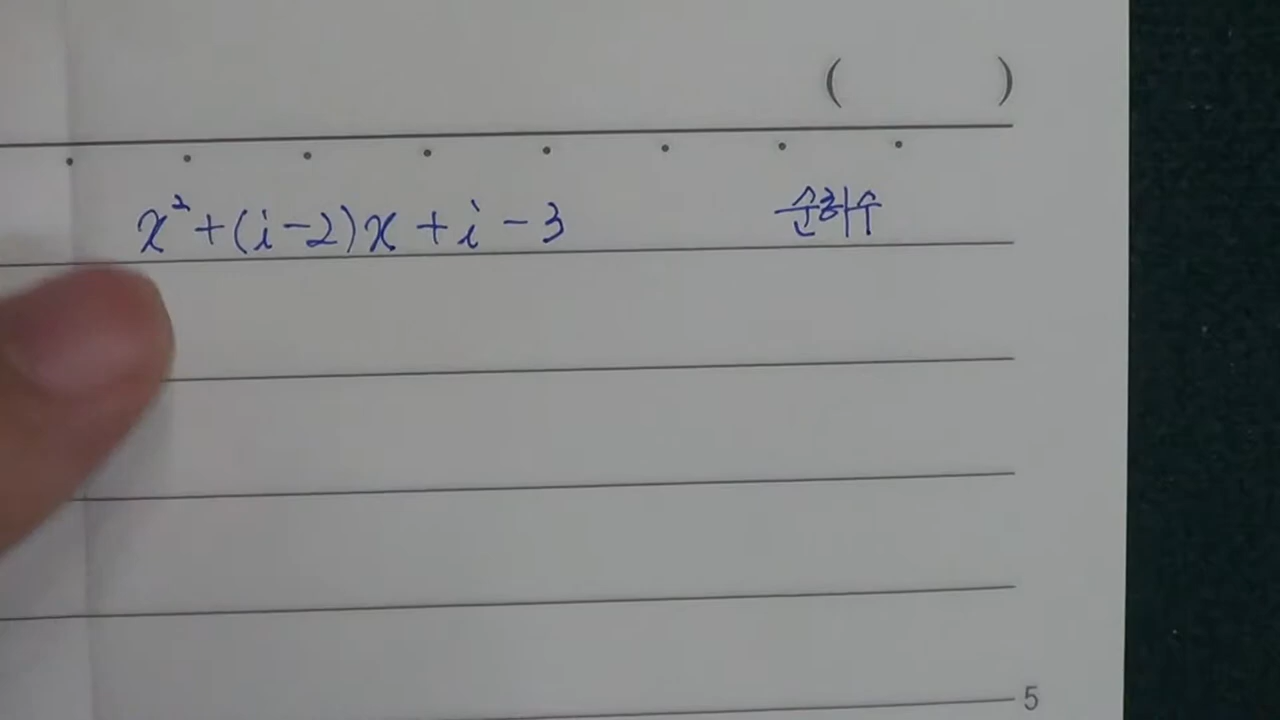 ( )
x² + (i - 2)x + i - 3 순허수
5